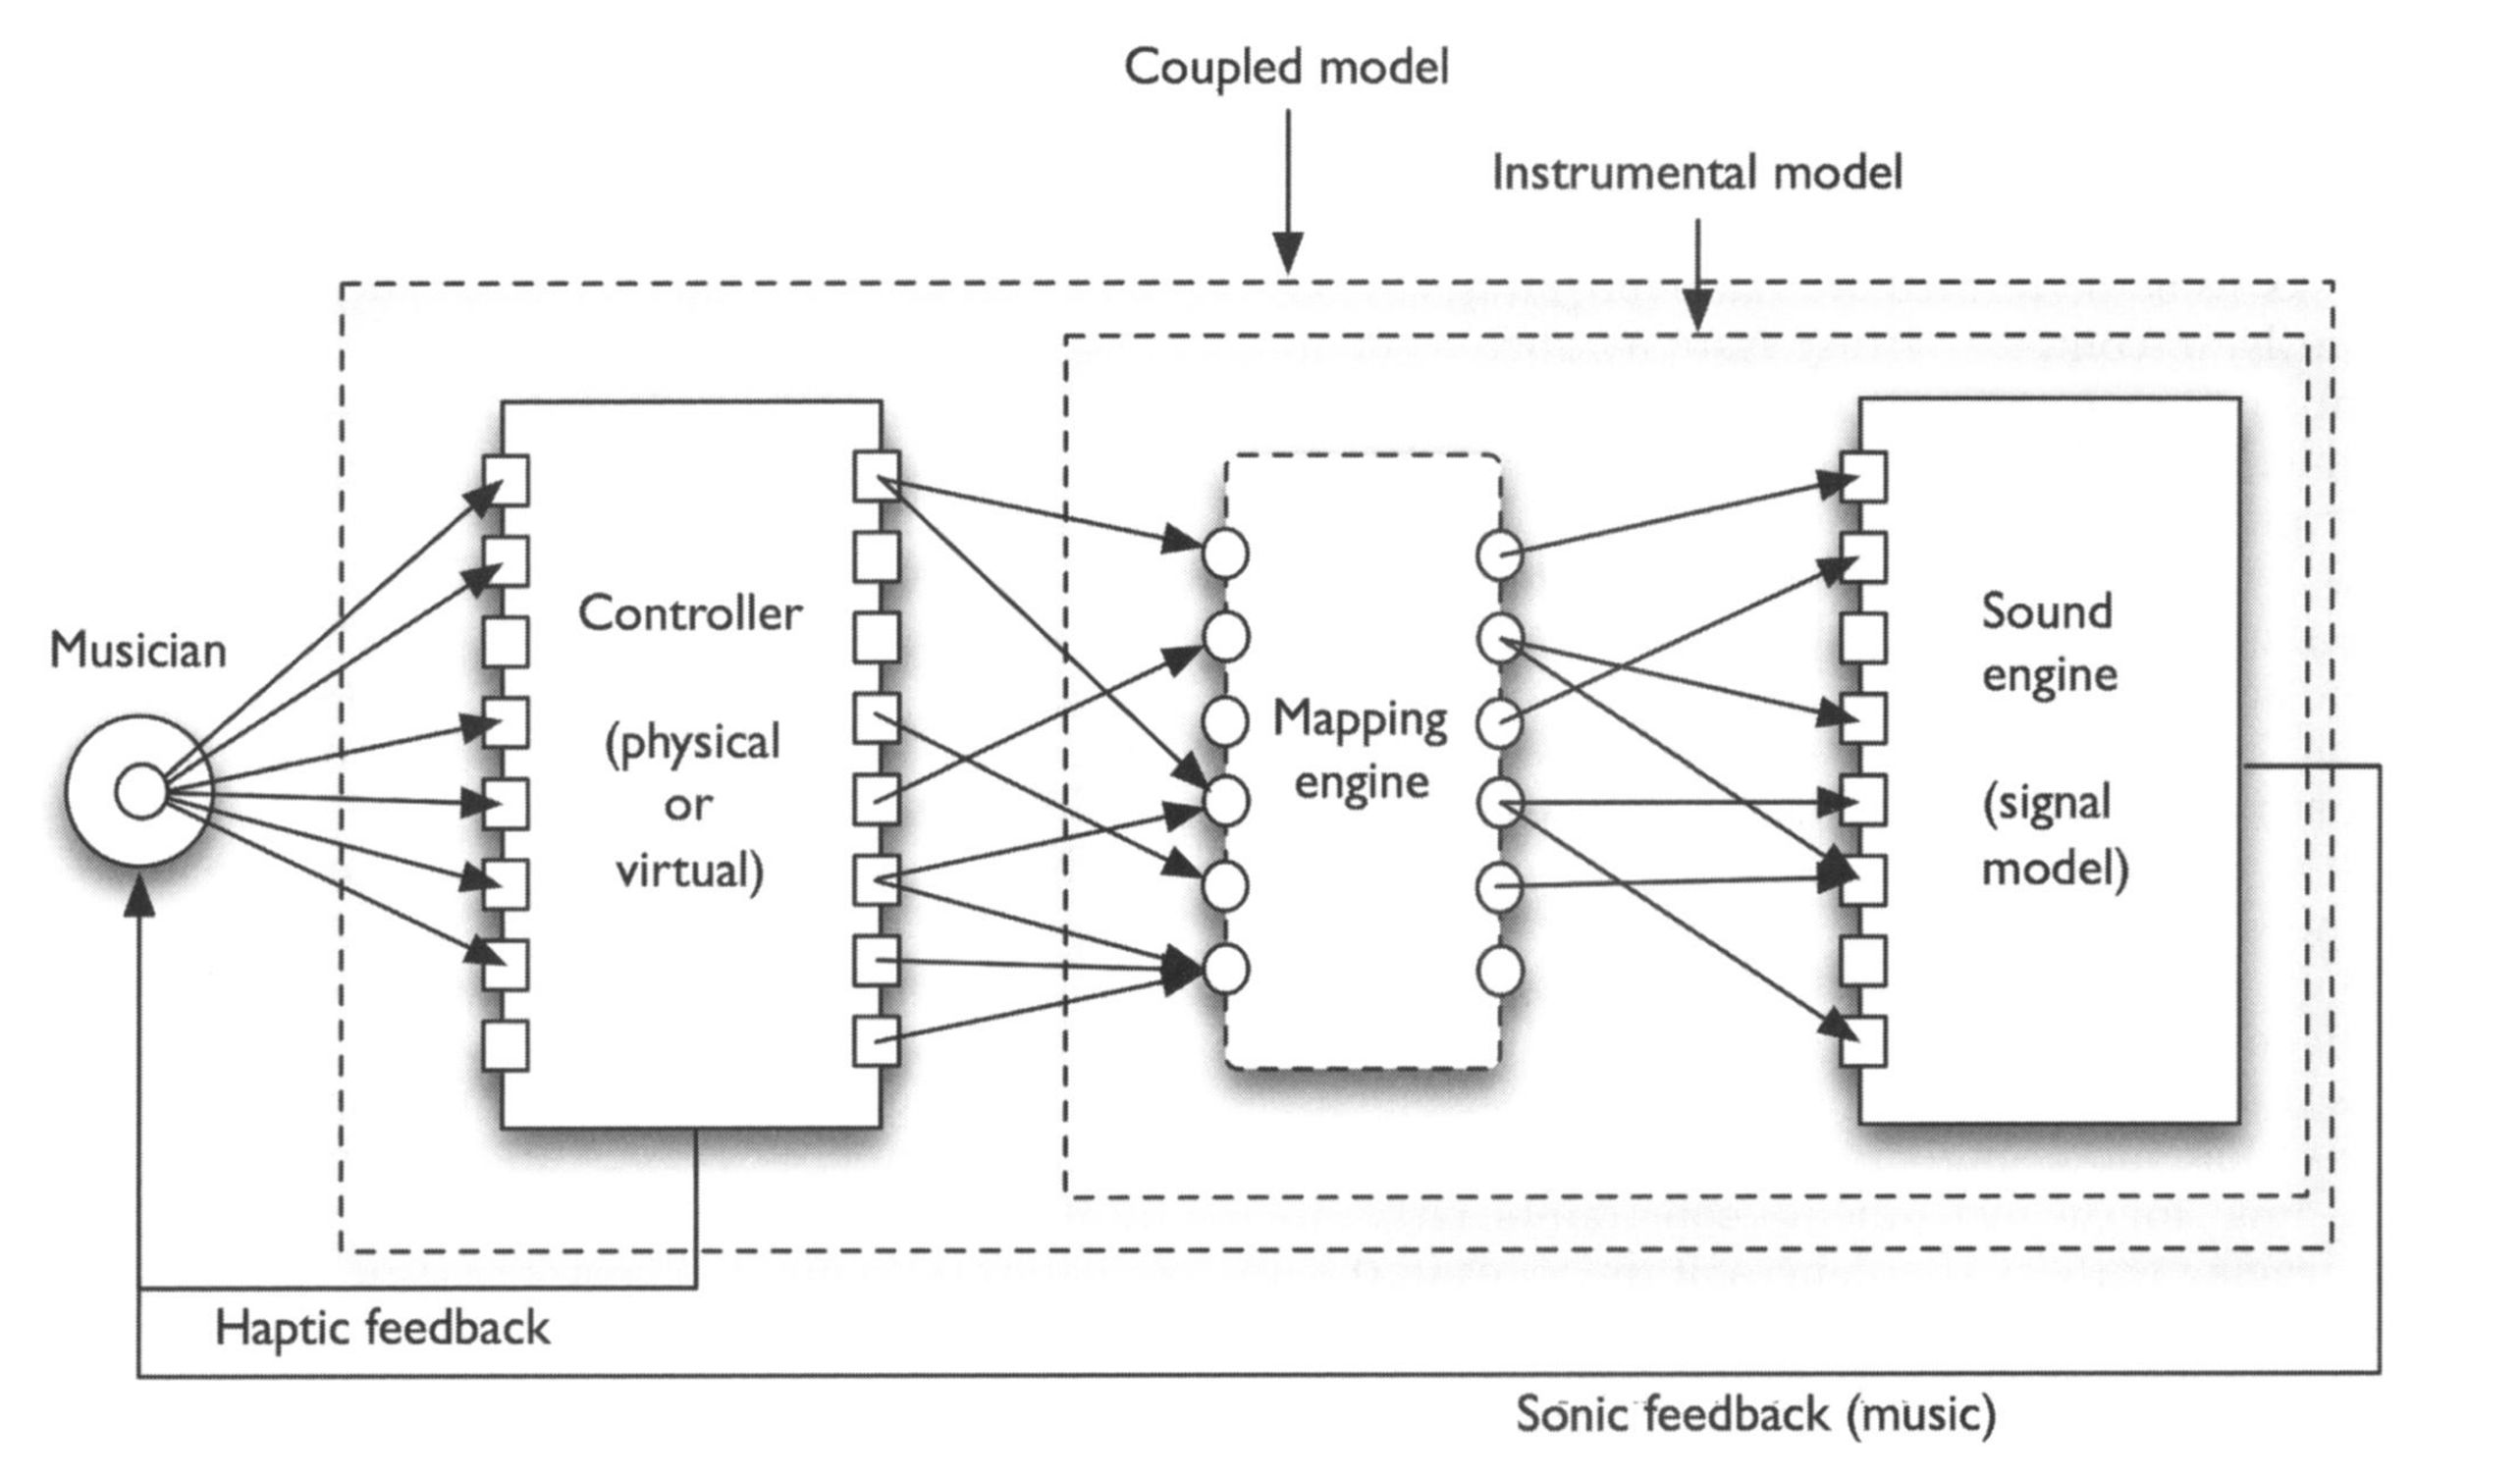 Coupled model
Instrumental model
Musician
Controller
(physical
or
virtual)
Mapping
engine
Sound
engine
(signal
model)
Haptic feedback
Sonic feedback (music)